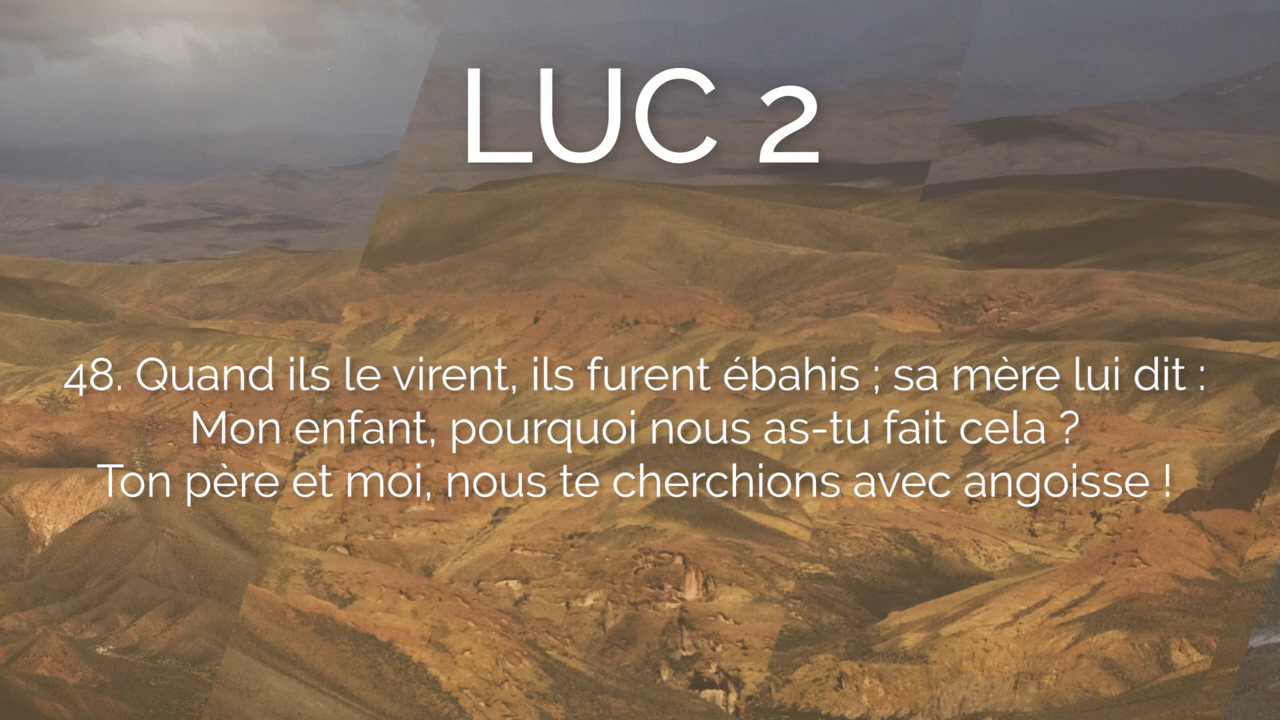 LUC 2
48. Quand ils le virent, ils furent ébahis ; sa mère lui dit :
Mon enfant, pourquoi nous as-tu fait cela ?
Ton père et moi, nous te cherchions avec angoisse !